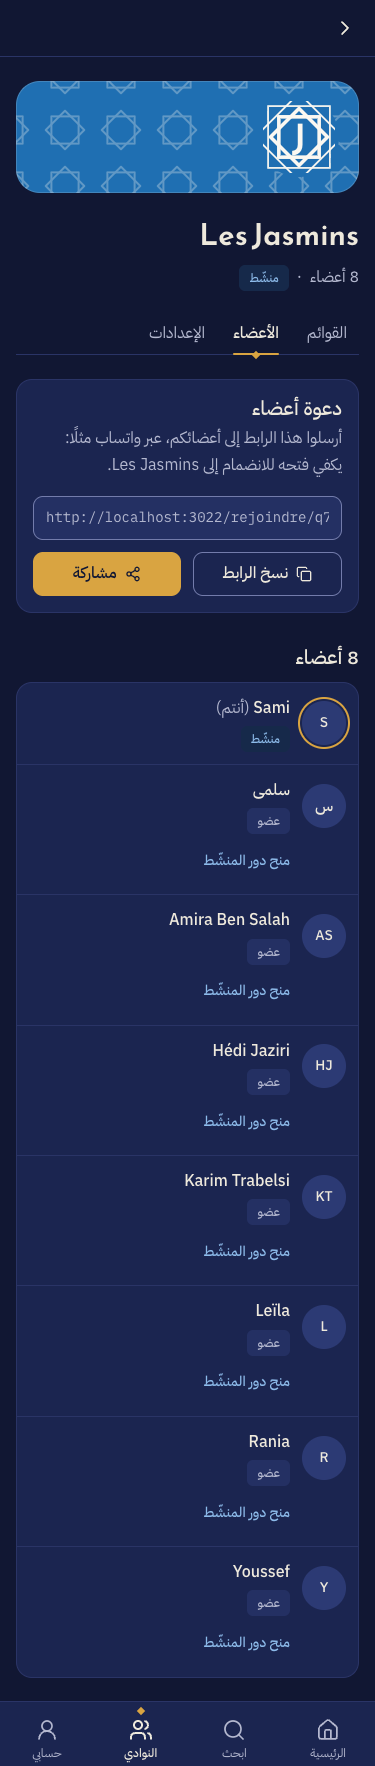 J
Les Jasmins
8 أعضاء · منشّط
القوائم الأعضاء الإعدادات
دعوة أعضاء
أرسلوا هذا الرابط إلى أعضائكم، عبر واتساب مثلًا:
يكفي فتحه للانضمام إلى Les Jasmins.
http://localhost:3022/rejoindre/q7
نسخ الرابط
مشاركة
8 أعضاء
S
Sami (أنتم)
منشّط
س
سلمى
عضو
منح دور المنشّط
AS
Amira Ben Salah
عضو
منح دور المنشّط
HJ
Hédi Jaziri
عضو
منح دور المنشّط
KT
Karim Trabelsi
عضو
منح دور المنشّط
L
Leïla
عضو
منح دور المنشّط
R
Rania
عضو
منح دور المنشّط
Y
Youssef
عضو
منح دور المنشّط
الرئيسية ابحث النوادي حسابي